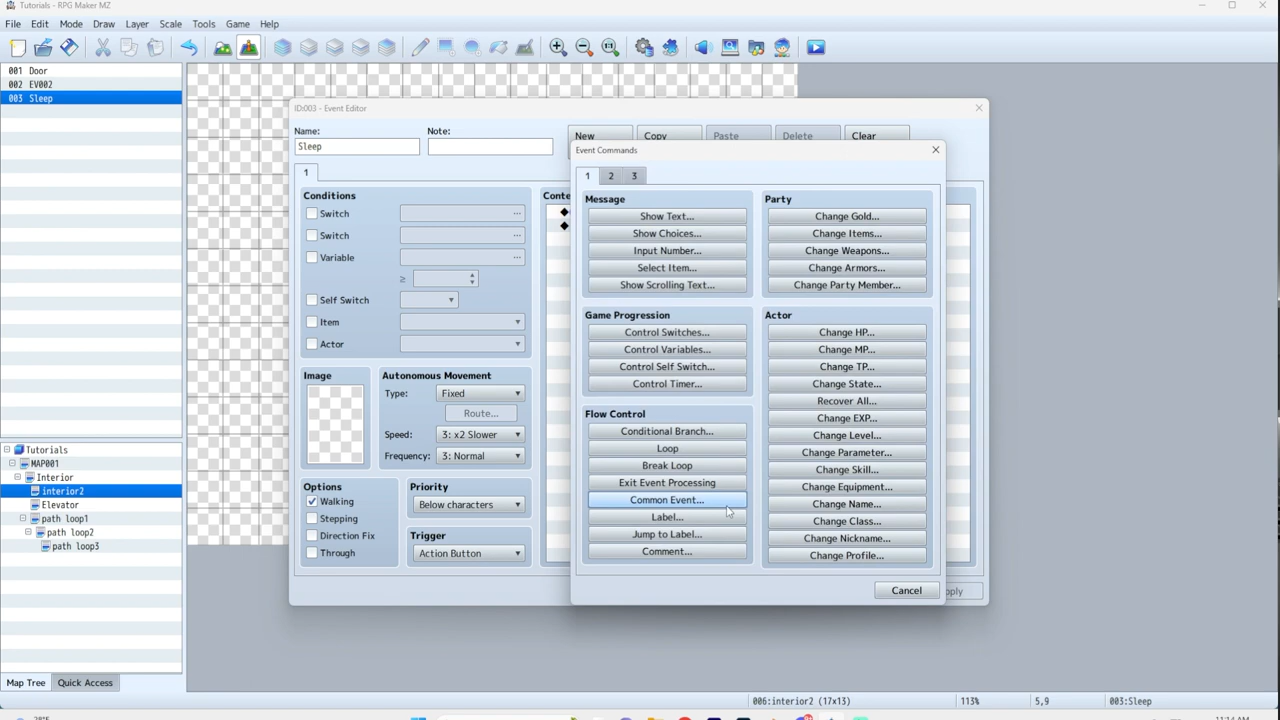 Tutorials - RPG Maker MZ
File Edit Mode Draw Layer Scale Tools Game Help
001 Door
002 EV002
003 Sleep
ID:003 - Event Editor
Name:
Note:
Sleep
New
Copy
Paste
Delete
Clear
1
Conditions
Switch
Switch
Variable
≥
Self Switch
Item
Actor
Image
Autonomous Movement
Type: Fixed
Route...
Speed: 3: x2 Slower
Frequency: 3: Normal
Options
Walking
Stepping
Direction Fix
Through
Priority
Below characters
Trigger
Action Button
Conte
Event Commands
1 2 3
Message
Show Text...
Show Choices...
Input Number...
Select Item...
Show Scrolling Text...
Game Progression
Control Switches...
Control Variables...
Control Self Switch...
Control Timer...
Flow Control
Conditional Branch...
Loop
Break Loop
Exit Event Processing
Common Event...
Label...
Jump to Label...
Comment...
Party
Change Gold...
Change Items...
Change Weapons...
Change Armors...
Change Party Member...
Actor
Change HP...
Change MP...
Change TP...
Change State...
Recover All...
Change EXP...
Change Level...
Change Parameter...
Change Skill...
Change Equipment...
Change Name...
Change Class...
Change Nickname...
Change Profile...
Cancel
pply
Tutorials
MAP001
Interior
interior2
Elevator
path loop1
path loop2
path loop3
Map Tree
Quick Access
006:interior2 (17x13)
113%
5,9
003:Sleep